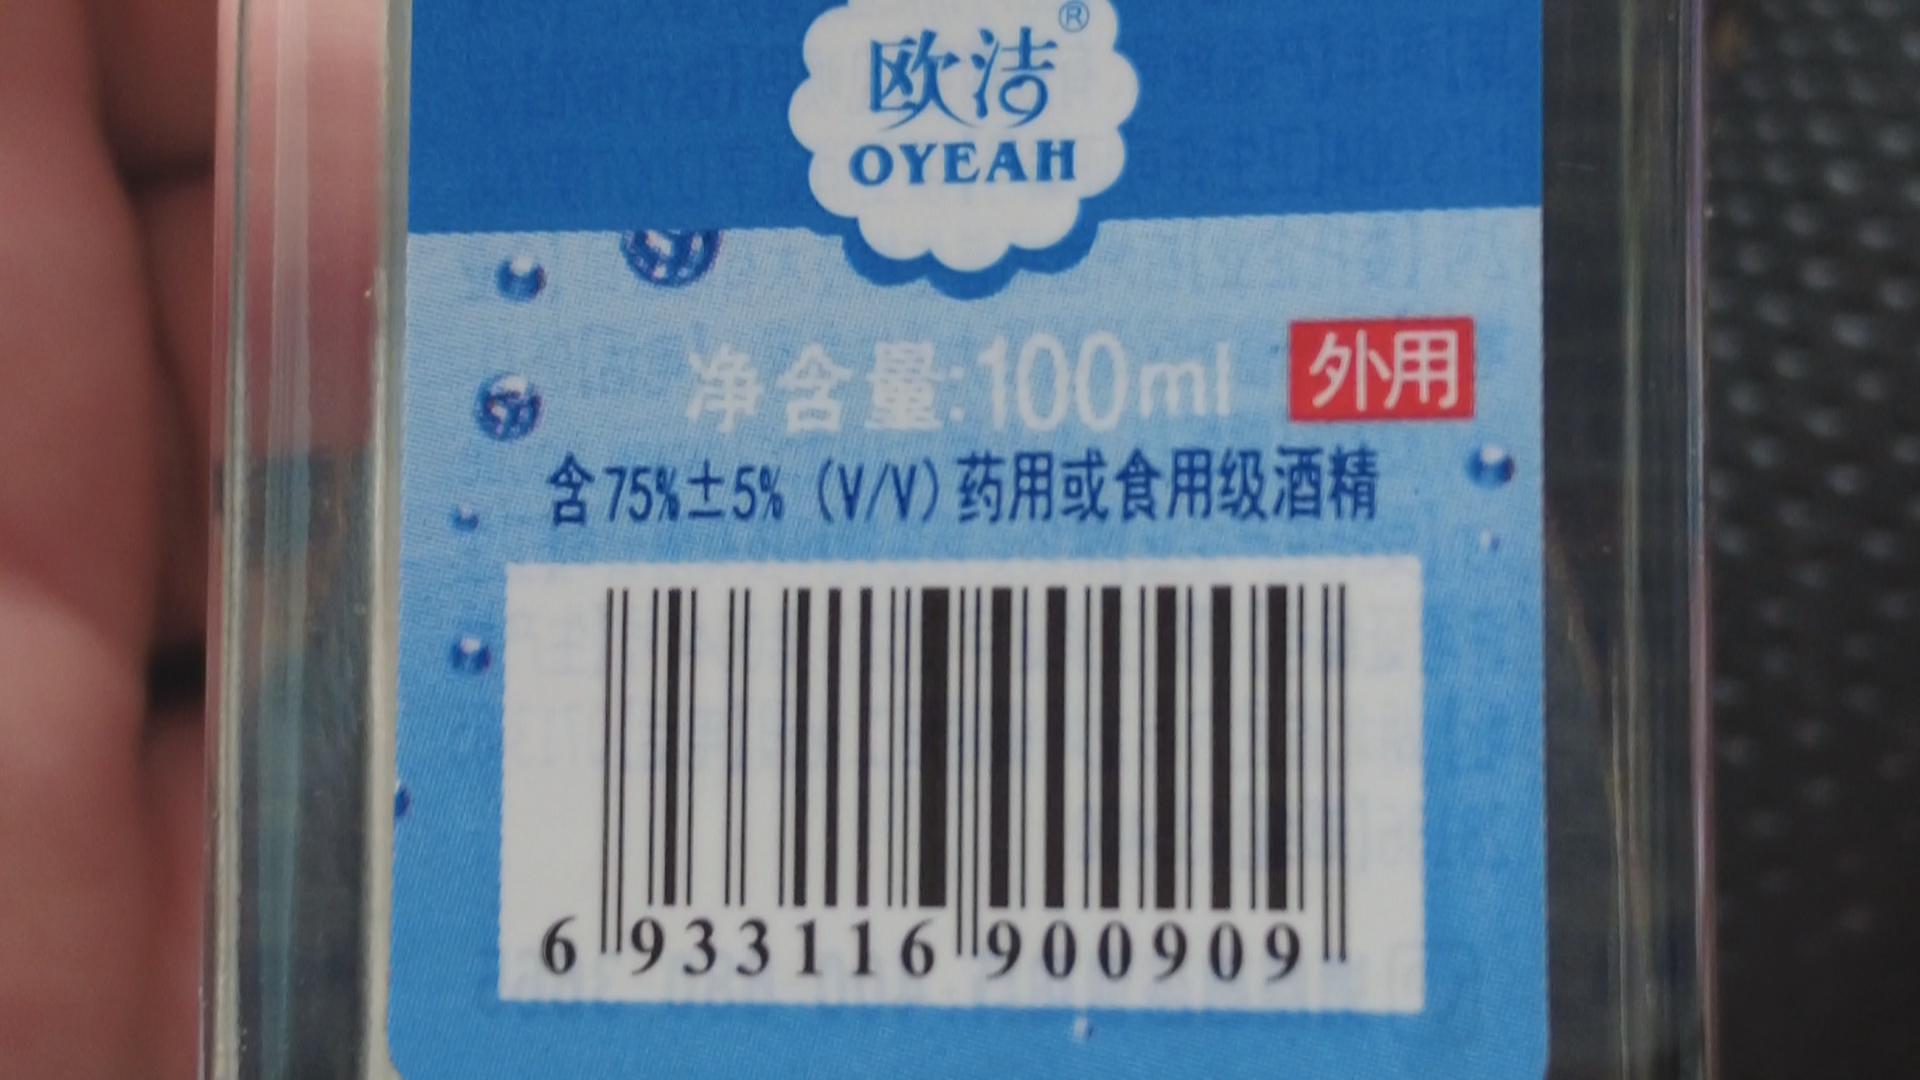 欧洁®
OYEAH
净含量:100ml 外用
含75%±5%（V/V）药用或食用级酒精
6 933116 900909